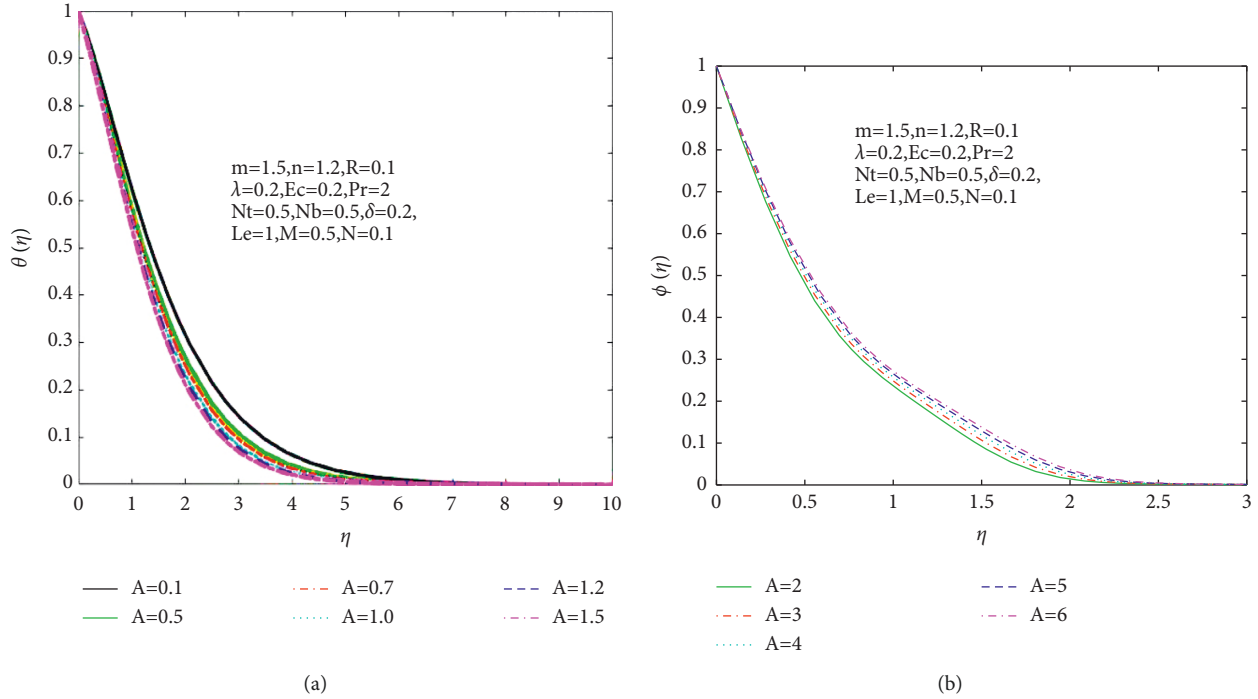 1
0.9
0.8
0.7
0.6
0.5
0.4
0.3
0.2
0.1
0
θ (η)
m=1.5,n=1.2,R=0.1
λ=0.2,Ec=0.2,Pr=2
Nt=0.5,Nb=0.5,δ=0.2,
Le=1,M=0.5,N=0.1
0 1 2 3 4 5 6 7 8 9 10
η
A=0.1 A=0.7 A=1.2
A=0.5 A=1.0 A=1.5
(a)
1
0.9
0.8
0.7
0.6
0.5
0.4
0.3
0.2
0.1
0
ϕ (η)
m=1.5,n=1.2,R=0.1
λ=0.2,Ec=0.2,Pr=2
Nt=0.5,Nb=0.5,δ=0.2,
Le=1,M=0.5,N=0.1
0 0.5 1 1.5 2 2.5 3
η
A=2 A=5
A=3 A=6
A=4
(b)